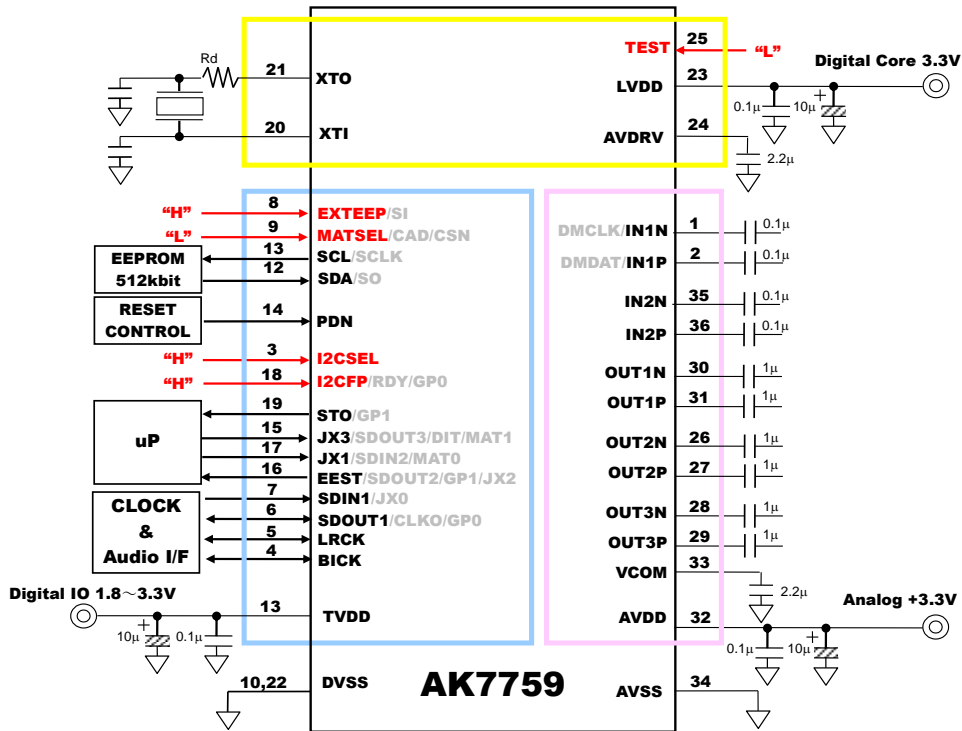 25
TEST
“L”
Rd
21
XTO
23
LVDD
Digital Core 3.3V
0.1μ
10μ
+
20
XTI
24
AVDRV
2.2μ
“H”
8
EXTEEP/SI
“L”
9
MATSEL/CAD/CSN
EEPROM
512kbit
13
SCL/SCLK
12
SDA/SO
RESET
CONTROL
14
PDN
“H”
3
I2CSEL
“H”
18
I2CFP/RDY/GP0
uP
19
STO/GP1
15
JX3/SDOUT3/DIT/MAT1
17
JX1/SDIN2/MAT0
16
EEST/SDOUT2/GP1/JX2
CLOCK
&
Audio I/F
7
SDIN1/JX0
6
SDOUT1/CLKO/GP0
5
LRCK
4
BICK
Digital IO 1.8～3.3V
13
TVDD
+
10μ
0.1μ
10,22
DVSS
DMCLK/IN1N
1
0.1μ
DMDAT/IN1P
2
0.1μ
IN2N
35
0.1μ
IN2P
36
0.1μ
OUT1N
30
1μ
OUT1P
31
1μ
OUT2N
26
1μ
OUT2P
27
1μ
OUT3N
28
1μ
OUT3P
29
1μ
VCOM
33
2.2μ
AVDD
32
Analog +3.3V
0.1μ
10μ
+
AVSS
34
AK7759